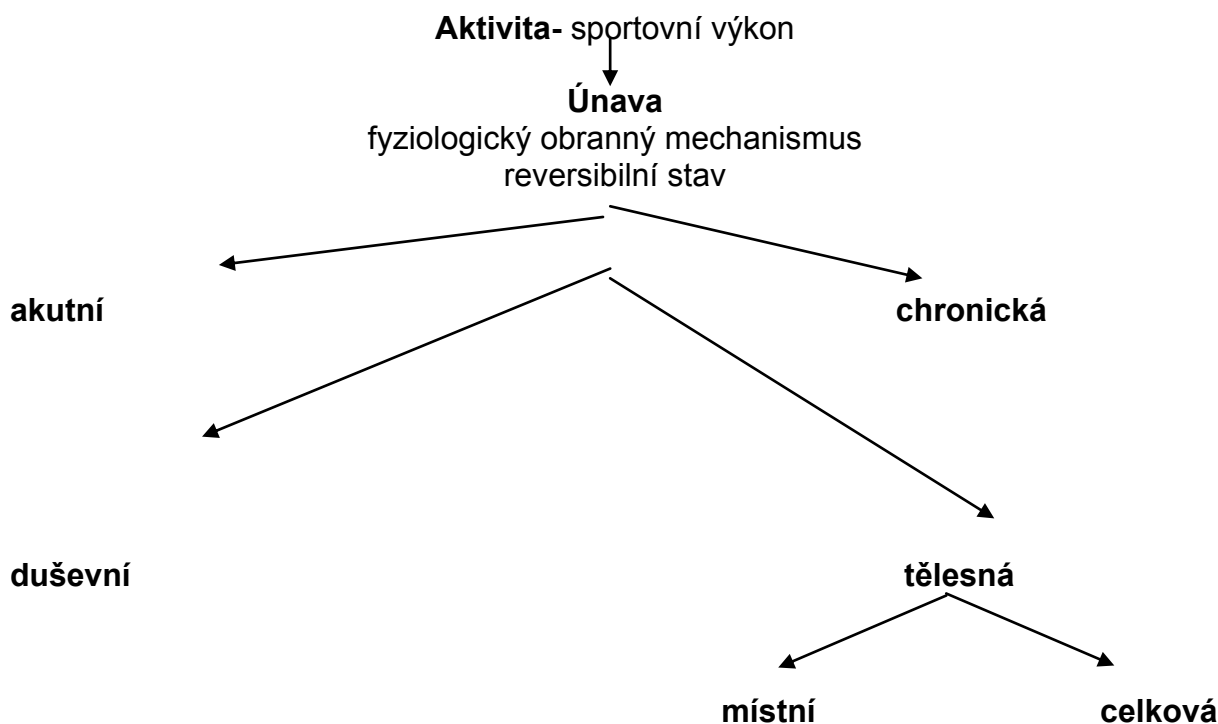 Aktivita- sportovní výkon
Únava
fyziologický obranný mechanismus
reversibilní stav
akutní chronická
duševní tělesná
místní celková